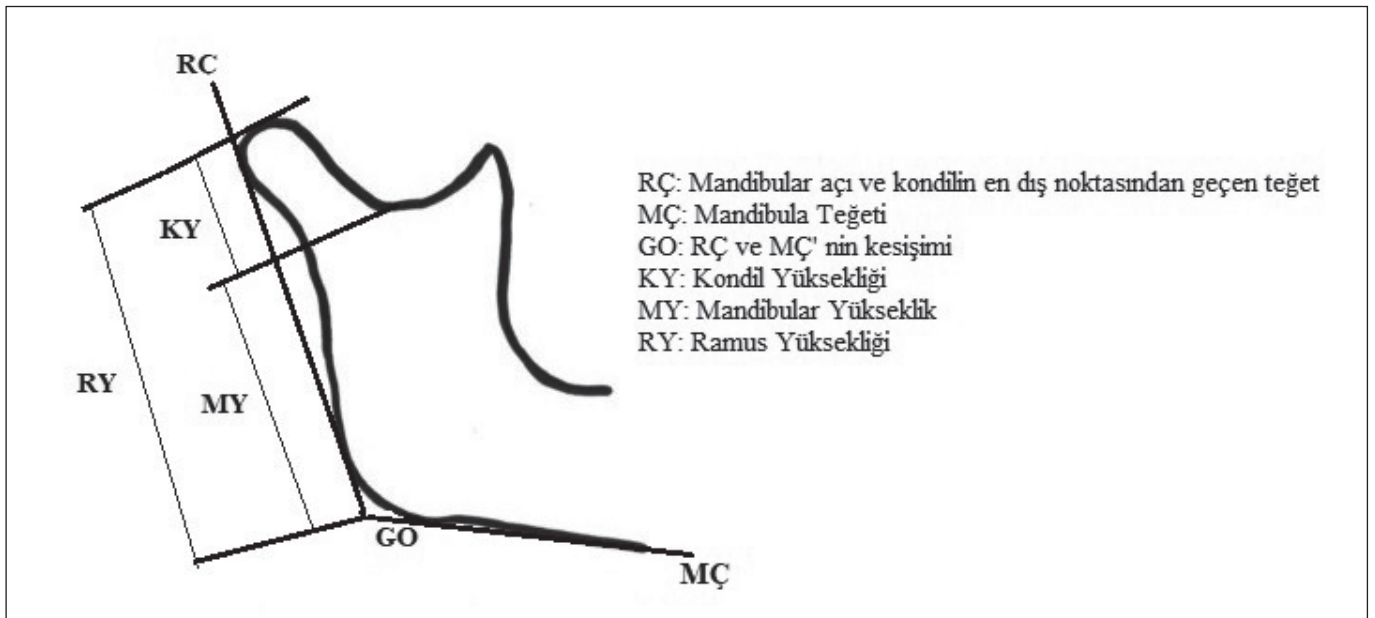 RC
KY
RY
MY
GO
MÇ
RÇ: Mandibular açı ve kondilin en dış noktasından geçen teğet
MÇ: Mandibula Teğeti
GO: RÇ ve MÇ' nin kesişimi
KY: Kondil Yüksekliği
MY: Mandibular Yükseklik
RY: Ramus Yüksekliği